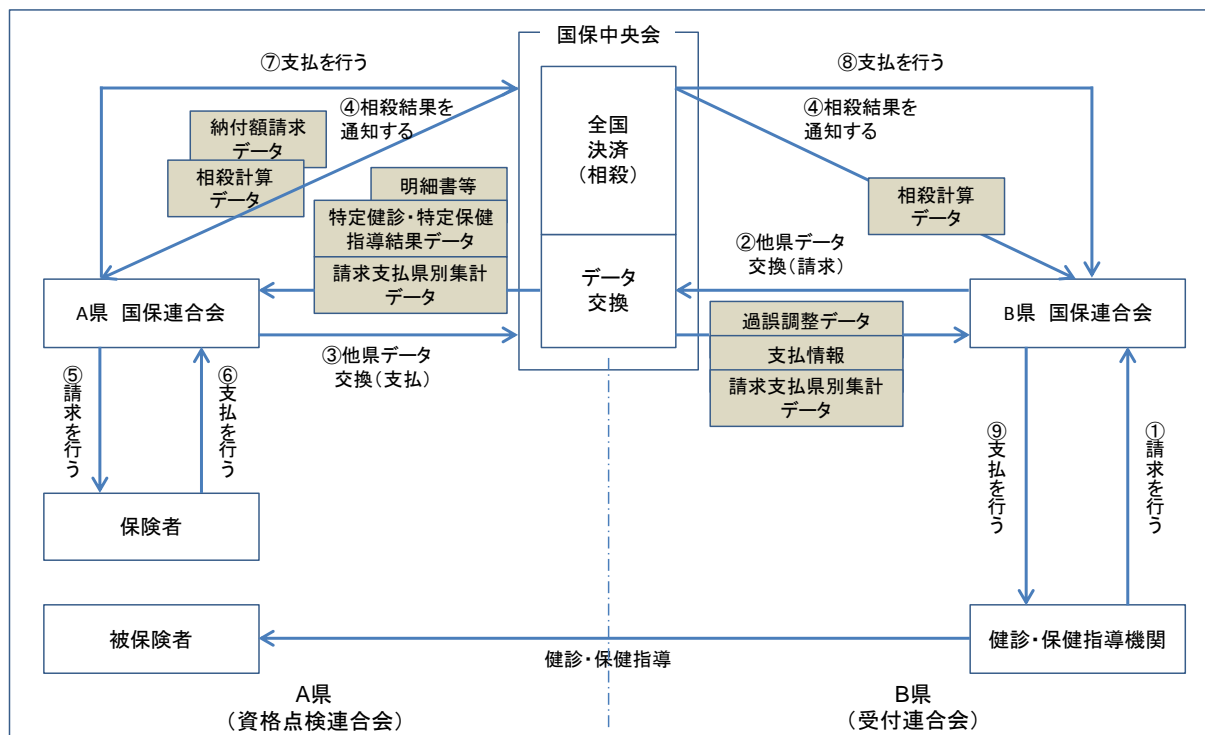 国保中央会
⑦支払を行う
⑧支払を行う
④相殺結果を
通知する
④相殺結果を
通知する
納付額請求
データ
相殺計算
データ
全国
決済
(相殺)
明細書等
特定健診・特定保健
指導結果データ
請求支払県別集計
データ
相殺計算
データ
②他県データ
交換(請求)
データ
交換
A県 国保連合会
B県 国保連合会
③他県データ
交換(支払)
過誤調整データ
支払情報
請求支払県別集計
データ
⑤請求を行う
⑥支払を行う
⑨支払を行う
①請求を行う
保険者
被保険者
健診・保健指導
健診・保健指導機関
A県
(資格点検連合会)
B県
(受付連合会)